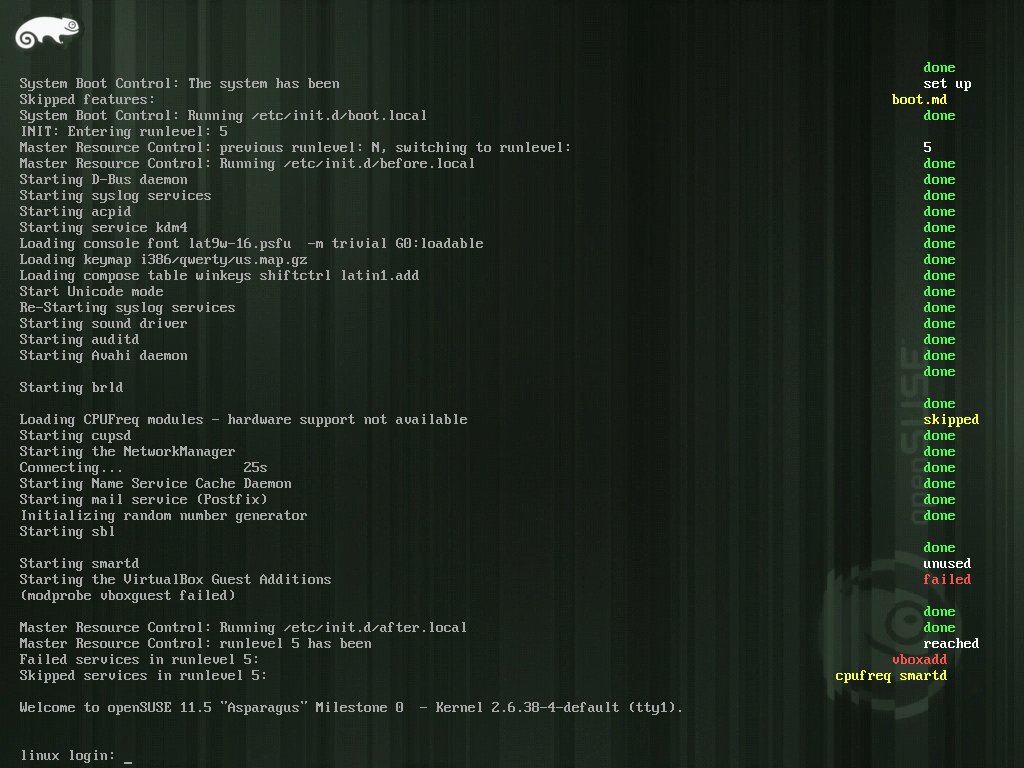 done
System Boot Control: The system has been set up
Skipped features: boot.md
System Boot Control: Running /etc/init.d/boot.local done
INIT: Entering runlevel: 5
Master Resource Control: previous runlevel: N, switching to runlevel: 5
Master Resource Control: Running /etc/init.d/before.local done
Starting D-Bus daemon done
Starting syslog services done
Starting acpid done
Starting service kdm4 done
Loading console font lat9w-16.psfu  -m trivial G0:loadable done
Loading keymap i386/qwerty/us.map.gz done
Loading compose table winkeys shiftctrl latin1.add done
Start Unicode mode done
Re-Starting syslog services done
Starting sound driver done
Starting auditd done
Starting Avahi daemon done
done
Starting brld
done
Loading CPUFreq modules - hardware support not available skipped
Starting cupsd done
Starting the NetworkManager done
Connecting...               25s done
Starting Name Service Cache Daemon done
Starting mail service (Postfix) done
Initializing random number generator done
Starting sbl
done
Starting smartd unused
Starting the VirtualBox Guest Additions failed
(modprobe vboxguest failed)
done
Master Resource Control: Running /etc/init.d/after.local done
Master Resource Control: runlevel 5 has been reached
Failed services in runlevel 5: vboxadd
Skipped services in runlevel 5: cpufreq smartd
Welcome to openSUSE 11.5 "Asparagus" Milestone 0  - Kernel 2.6.38-4-default (tty1).
linux login: _
openSUSE